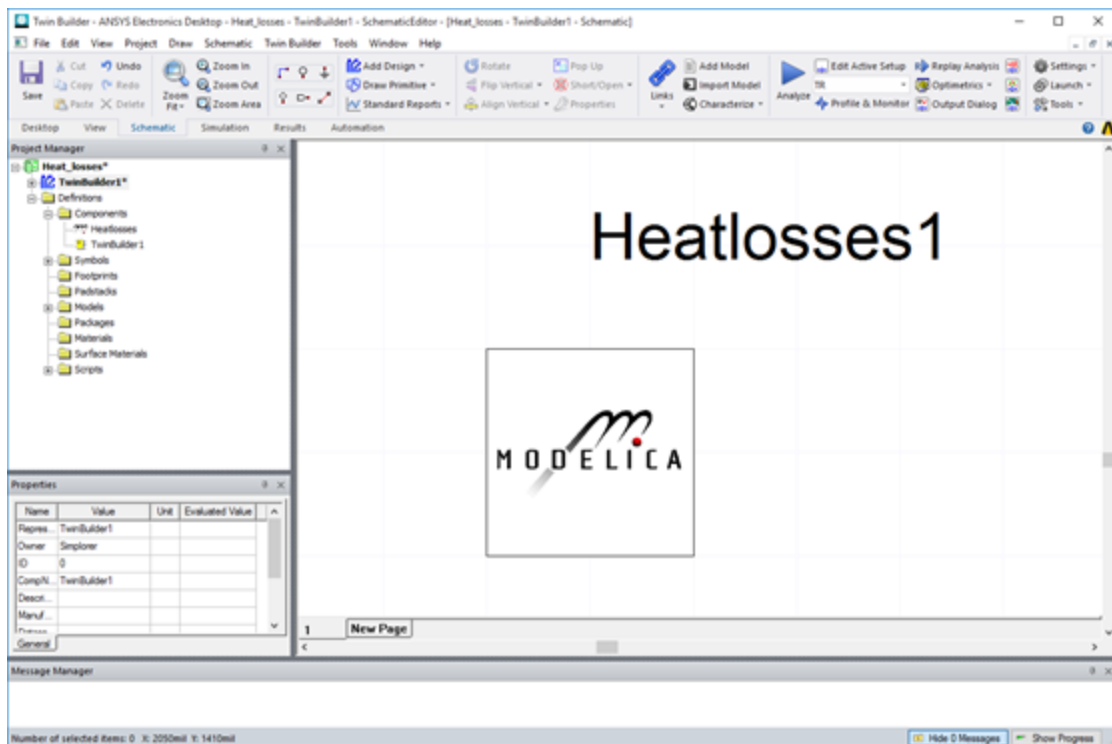 Twin Builder - ANSYS Electronics Desktop - Heat_losses - TwinBuilder1 - SchematicEditor - [Heat_losses - TwinBuilder1 - Schematic]
File Edit View Project Draw Schematic Twin Builder Tools Window Help
Save
Cut Undo
Copy Redo
Paste Delete
Zoom Fit
Zoom In
Zoom Out
Zoom Area
Add Design
Draw Primitive
Standard Reports
Rotate
Flip Vertical
Align Vertical
Pop Up
Short/Open
Properties
Links
Add Model
Import Model
Characterize
Analyze
Edit Active Setup
TR
Profile & Monitor
Replay Analysis
Optimetrics
Output Dialog
Settings
Launch
Tools
Desktop View Schematic Simulation Results Automation
Project Manager
Heat_losses*
TwinBuilder1*
Definitions
Components
Heatlosses
TwinBuilder1
Symbols
Footprints
Padstacks
Models
Packages
Materials
Surface Materials
Scripts
Heatlosses1
MODELICA
Properties
Name Value Unit Evaluated Value
Repres... TwinBuilder1
Owner Simplorer
ID 0
CompN... TwinBuilder1
Descri...
Manuf...
General
1 New Page
Message Manager
Number of selected items: 0 X: 2050mil Y: 1410mil
Hide 0 Messages Show Progress